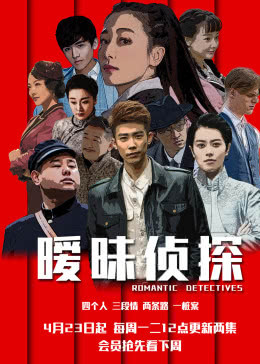 暧昧侦探
ROMANTIC DETECTIVES
四个人 三段情 两条路 一桩案
4月23日起 每周一二12点更新两集
会员抢先看下周